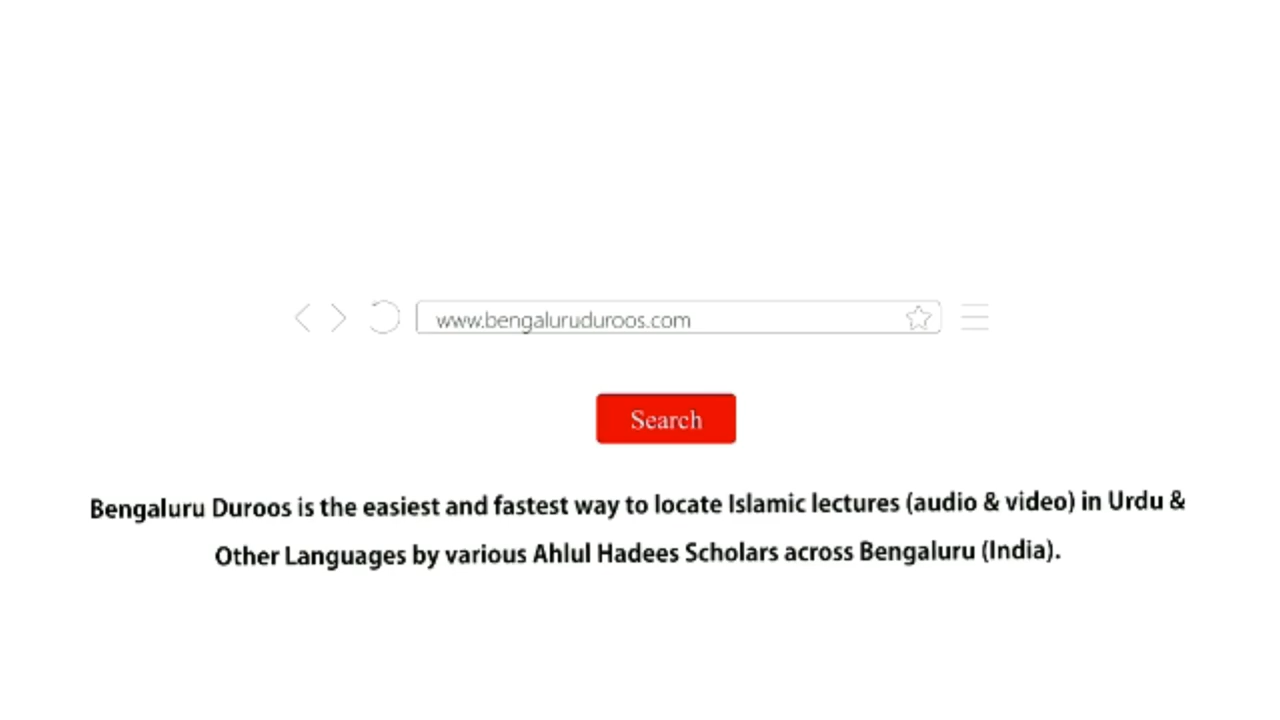 www.bengaluruduroos.com
Search
Bengaluru Duroos is the easiest and fastest way to locate Islamic lectures (audio & video) in Urdu &
Other Languages by various Ahlul Hadees Scholars across Bengaluru (India).